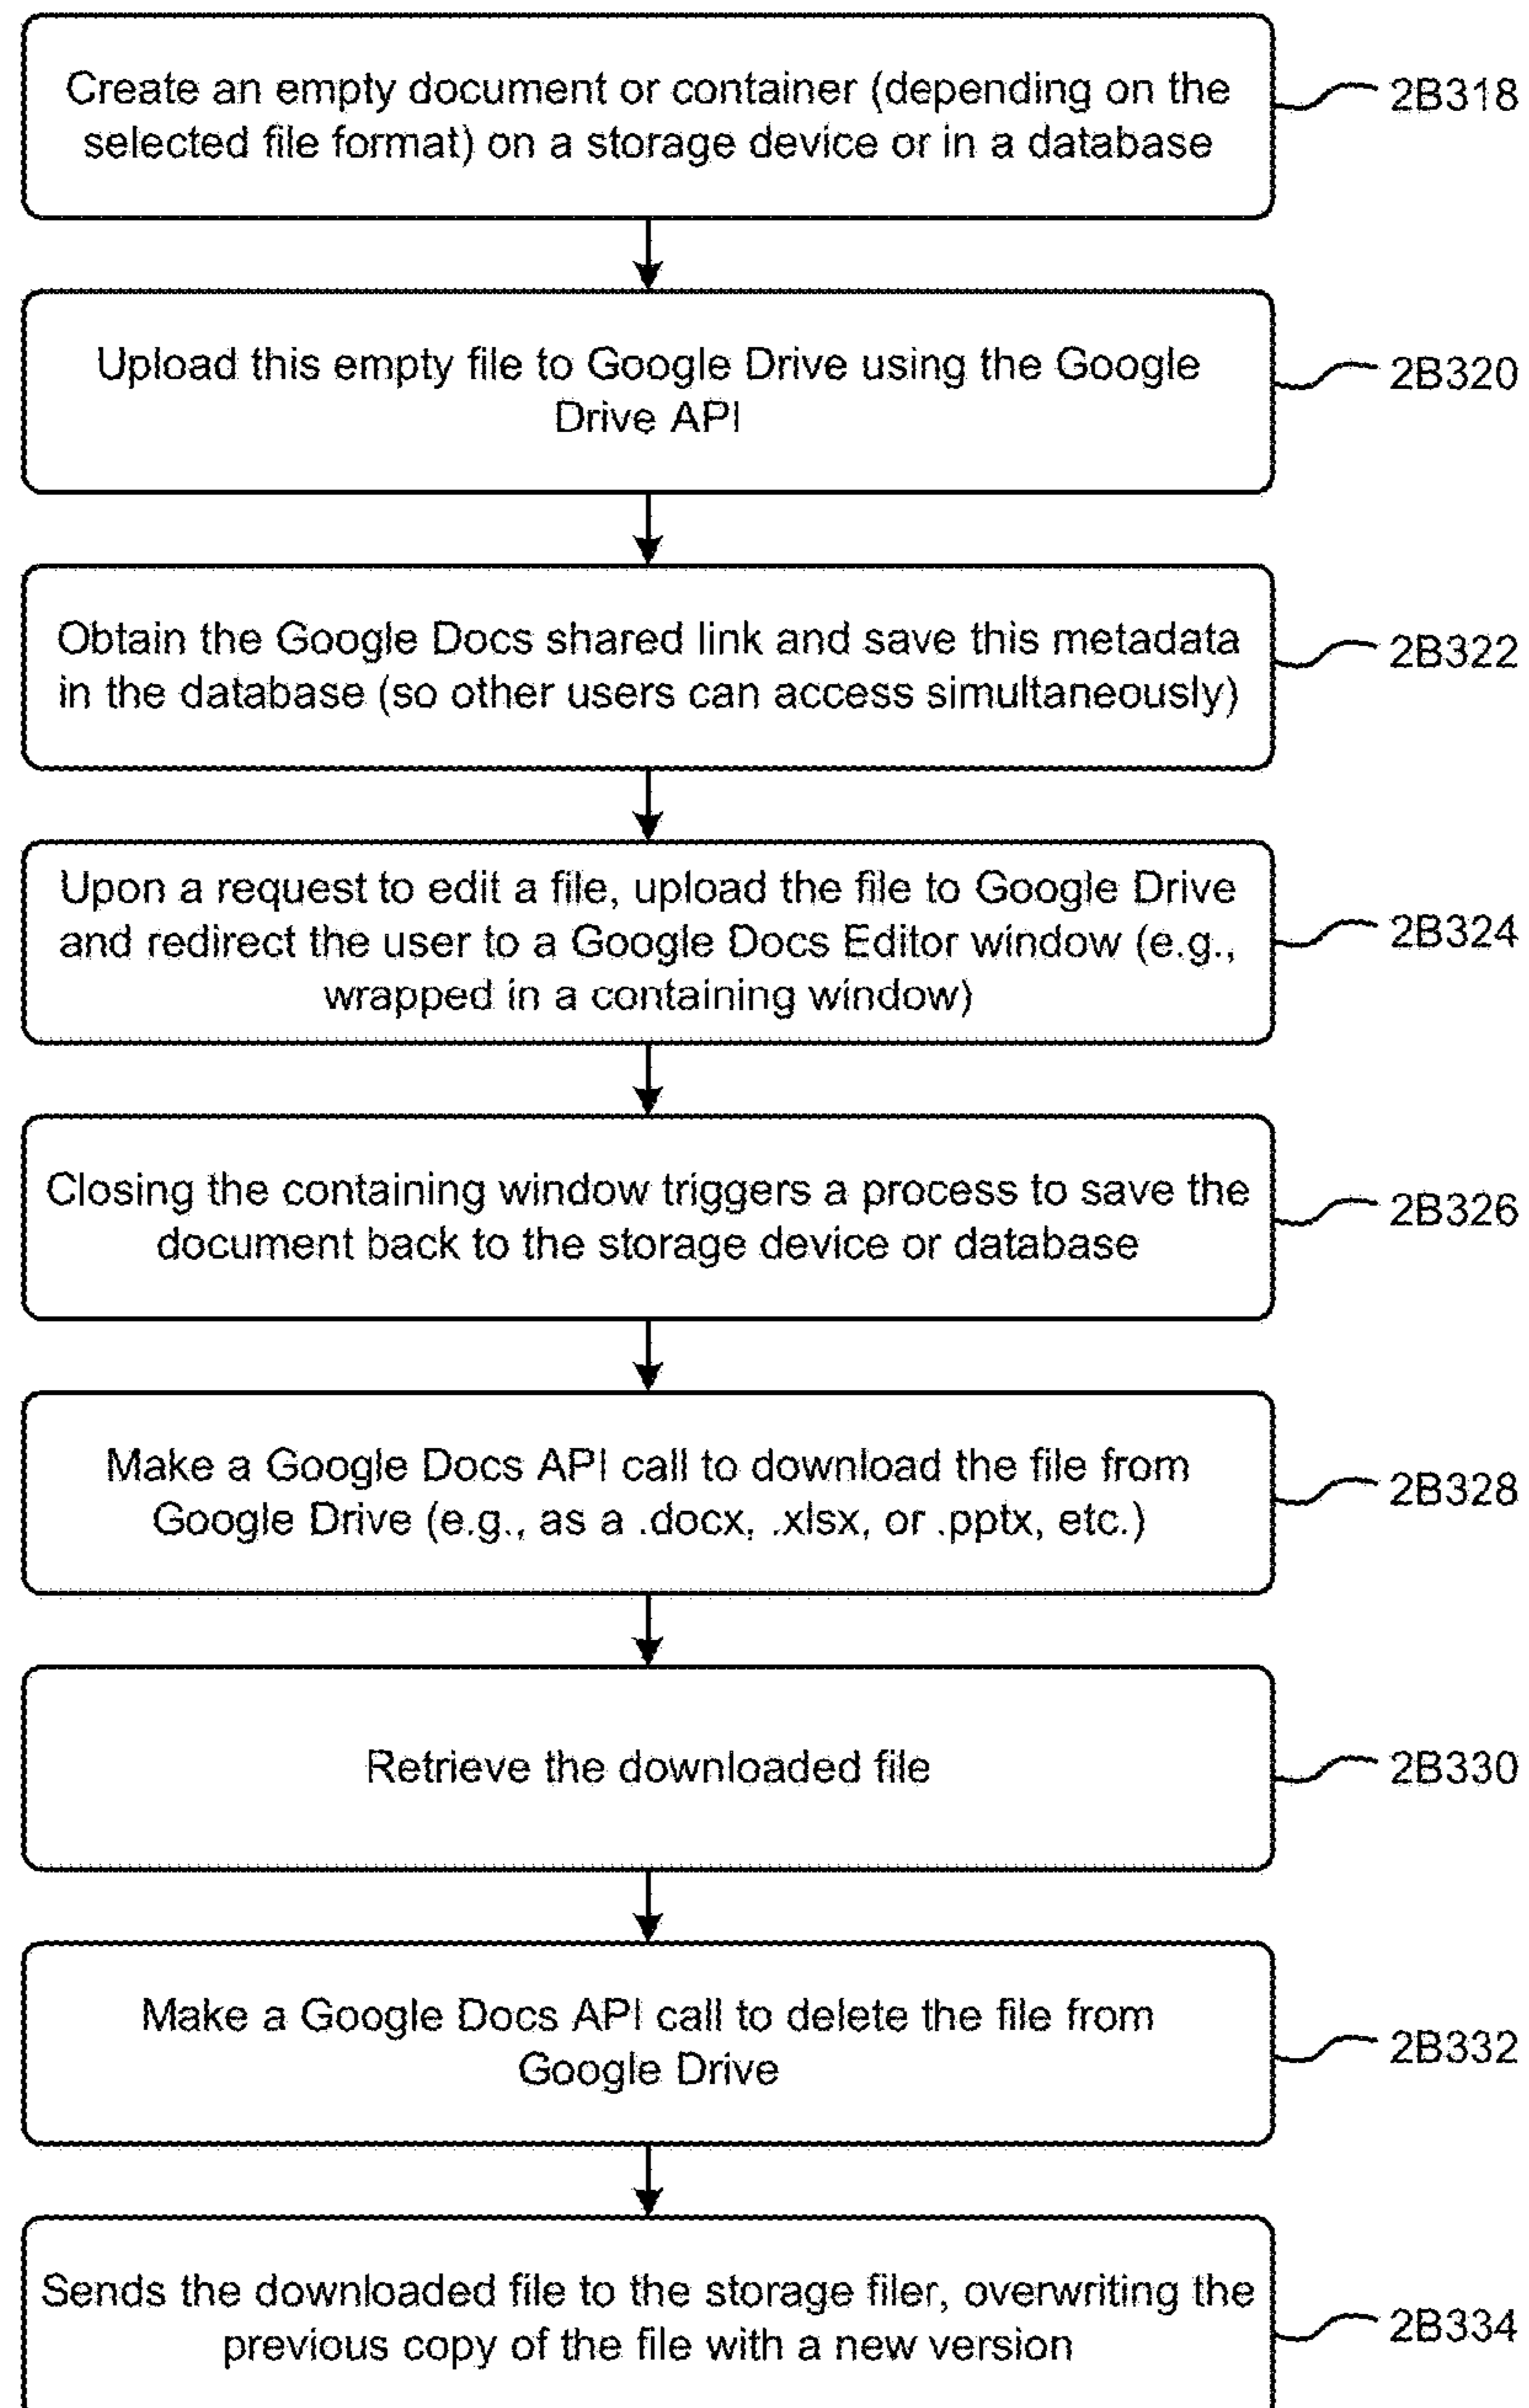 Create an empty document or container (depending on the
selected file format) on a storage device or in a database
2B318
Upload this empty file to Google Drive using the Google
Drive API
2B320
Obtain the Google Docs shared link and save this metadata
in the database (so other users can access simultaneously)
2B322
Upon a request to edit a file, upload the file to Google Drive
and redirect the user to a Google Docs Editor window (e.g.,
wrapped in a containing window)
2B324
Closing the containing window triggers a process to save the
document back to the storage device or database
2B326
Make a Google Docs API call to download the file from
Google Drive (e.g., as a .docx, .xlsx, or .pptx, etc.)
2B328
Retrieve the downloaded file
2B330
Make a Google Docs API call to delete the file from
Google Drive
2B332
Sends the downloaded file to the storage filer, overwriting the
previous copy of the file with a new version
2B334